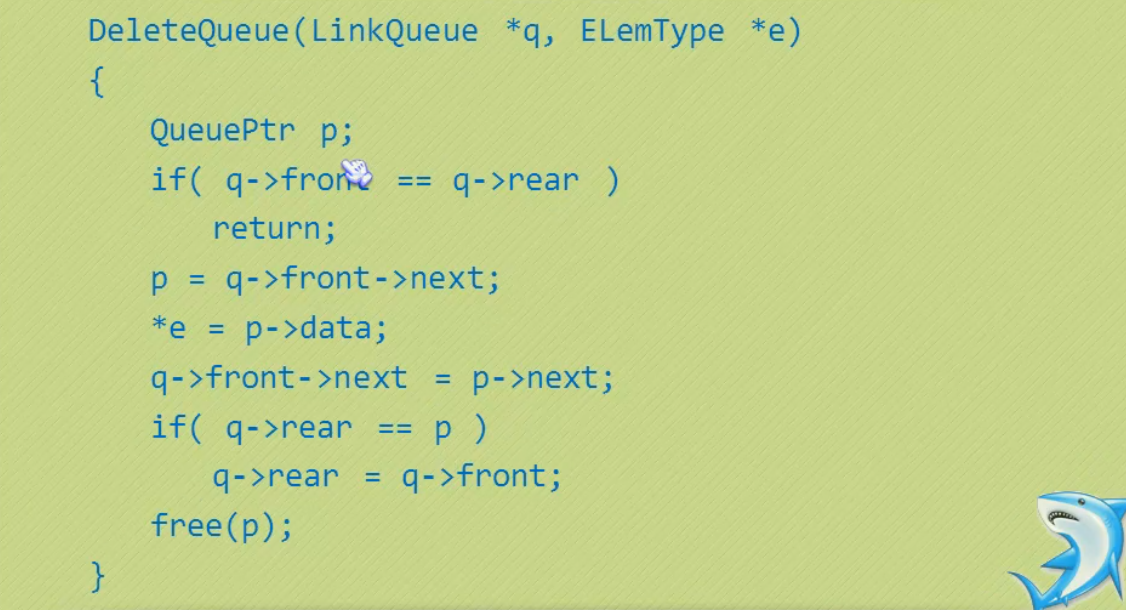 DeleteQueue(LinkQueue *q, ELemType *e)
{
QueuePtr p;
if( q->front == q->rear )
return;
p = q->front->next;
*e = p->data;
q->front->next = p->next;
if( q->rear == p )
q->rear = q->front;
free(p);
}